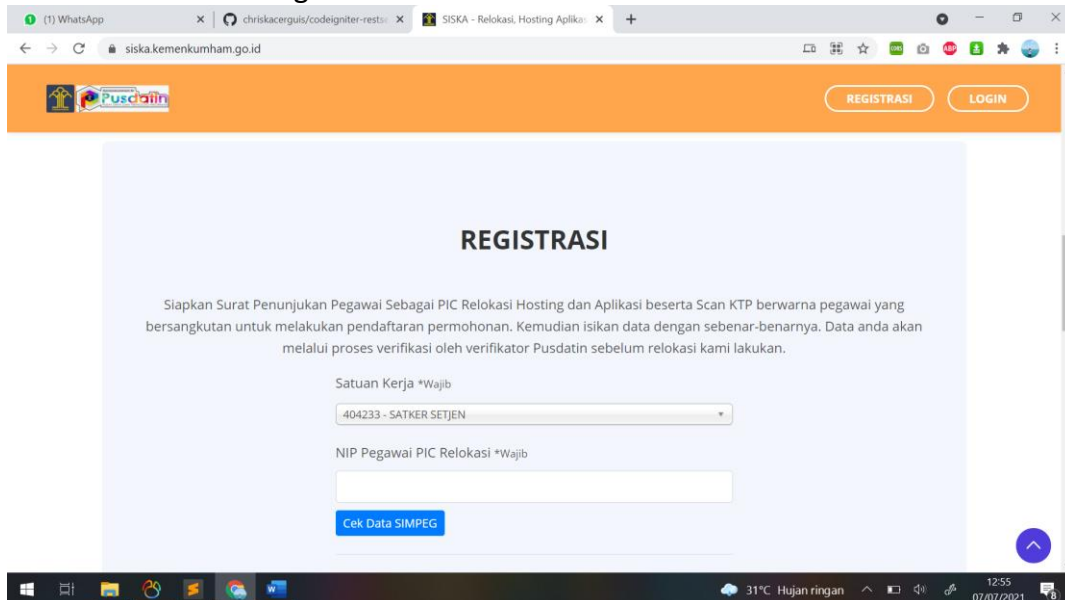 (1) WhatsApp
chriskacerguis/codeigniter-rests
SISKA - Relokasi, Hosting Aplika
siska.kemenkumham.go.id
Pusdatin
REGISTRASI
LOGIN
REGISTRASI
Siapkan Surat Penunjukan Pegawai Sebagai PIC Relokasi Hosting dan Aplikasi beserta Scan KTP berwarna pegawai yang
bersangkutan untuk melakukan pendaftaran permohonan. Kemudian isikan data dengan sebenar-benarnya. Data anda akan
melalui proses verifikasi oleh verifikator Pusdatin sebelum relokasi kami lakukan.
Satuan Kerja *Wajib
404233 - SATKER SETJEN
NIP Pegawai PIC Relokasi *Wajib
Cek Data SIMPEG
31°C Hujan ringan
12:55
07/07/2021